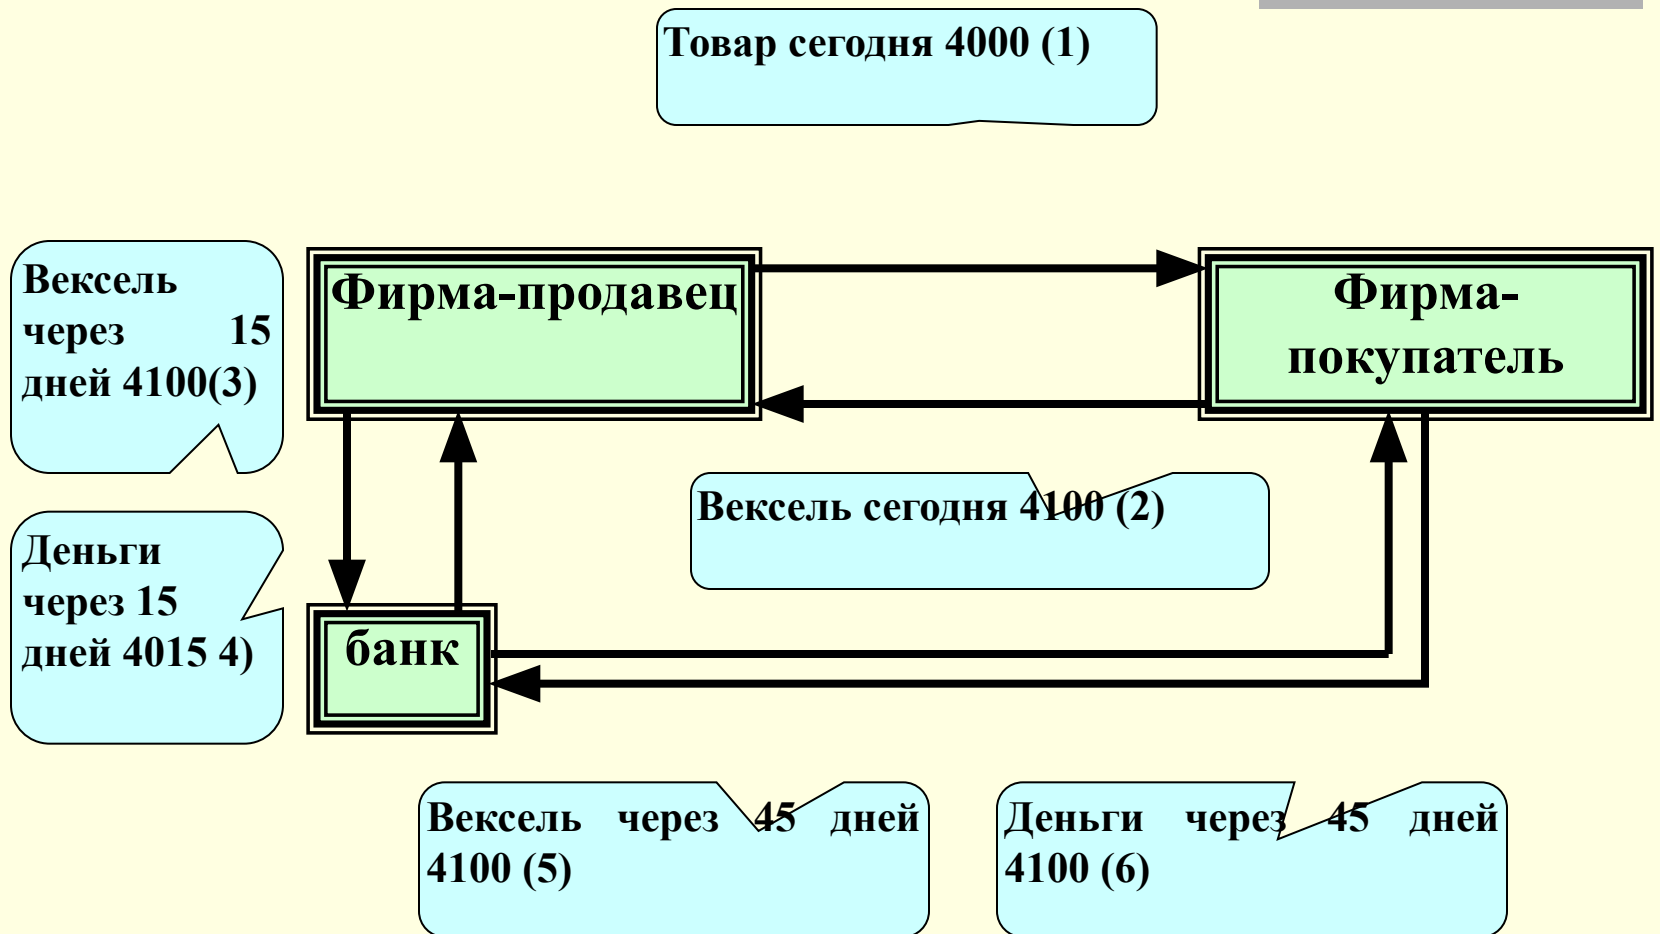 Товар сегодня 4000 (1)
Вексель
через 15
дней 4100(3)
Фирма-продавец
Фирма-
покупатель
Вексель сегодня 4100 (2)
Деньги
через 15
дней 4015 4)
банк
Вексель через 45 дней
4100 (5)
Деньги через 45 дней
4100 (6)